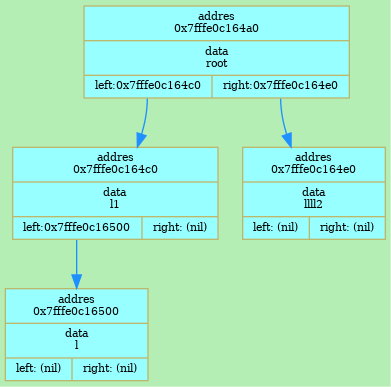 addres
0x7fffe0c164a0
data
root
left:0x7fffe0c164c0 right:0x7fffe0c164e0
addres
0x7fffe0c164c0
data
l1
left:0x7fffe0c16500 right: (nil)
addres
0x7fffe0c164e0
data
llll2
left: (nil) right: (nil)
addres
0x7fffe0c16500
data
l
left: (nil) right: (nil)